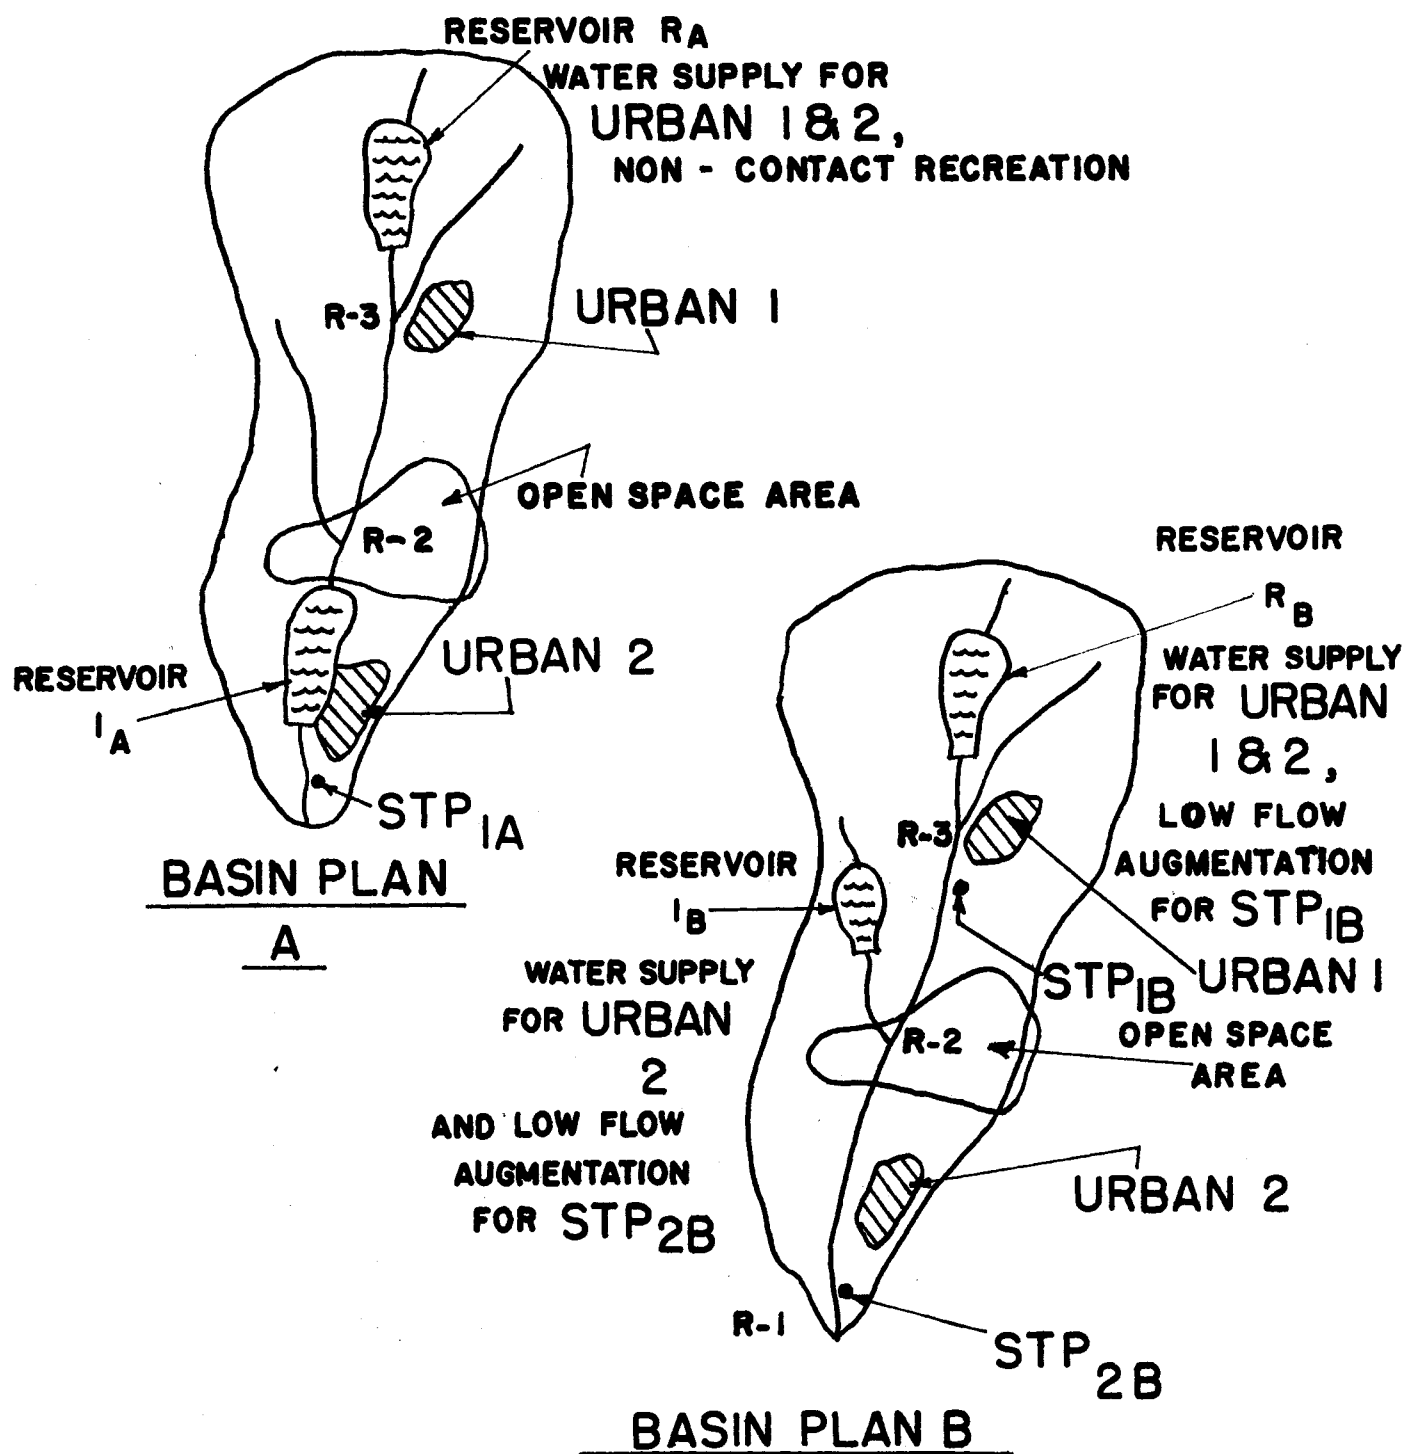 RESERVOIR RA
WATER SUPPLY FOR
URBAN 1 & 2,
NON - CONTACT RECREATION
R-3
URBAN 1
OPEN SPACE AREA
R-2
URBAN 2
RESERVOIR
1A
STP1A
BASIN PLAN
A
RESERVOIR
RB
WATER SUPPLY
FOR URBAN
1 & 2,
LOW FLOW
AUGMENTATION
FOR STP1B
R-3
RESERVOIR
1B
WATER SUPPLY
FOR URBAN
2
AND LOW FLOW
AUGMENTATION
FOR STP2B
STP1B
URBAN 1
R-2
OPEN SPACE
AREA
URBAN 2
R-1
STP2B
BASIN PLAN B